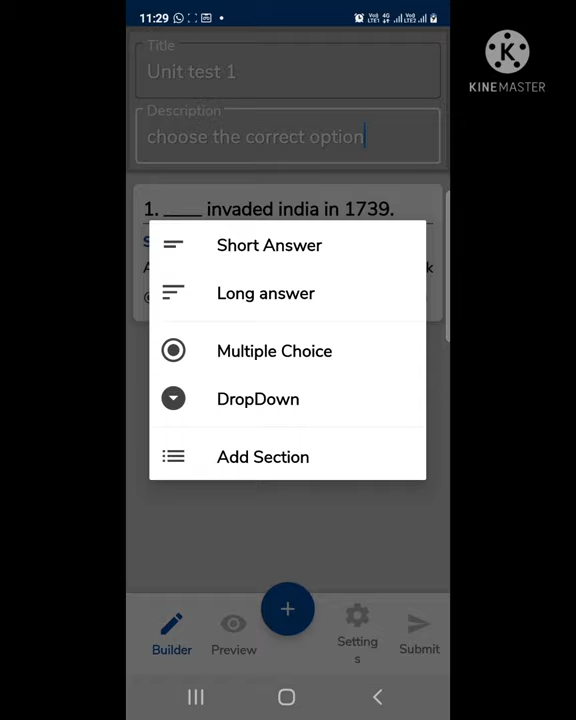 11:29
KINEMASTER
Title
Unit test 1
Description
choose the correct option
1. ____ invaded india in 1739.
Short Answer
Long answer
Multiple Choice
DropDown
Add Section
Builder
Preview
Setting
s
Submit